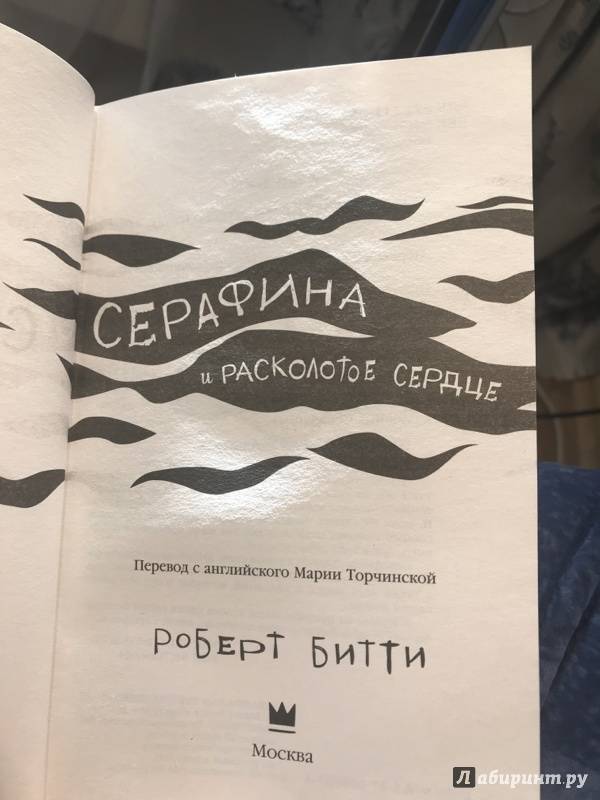 СЕРАФИНА
и РАСКОЛОТОЕ СЕРДЦЕ
Перевод с английского Марии Торчинской
РОБЕРТ БИТТИ
Москва
Лабиринт.ру